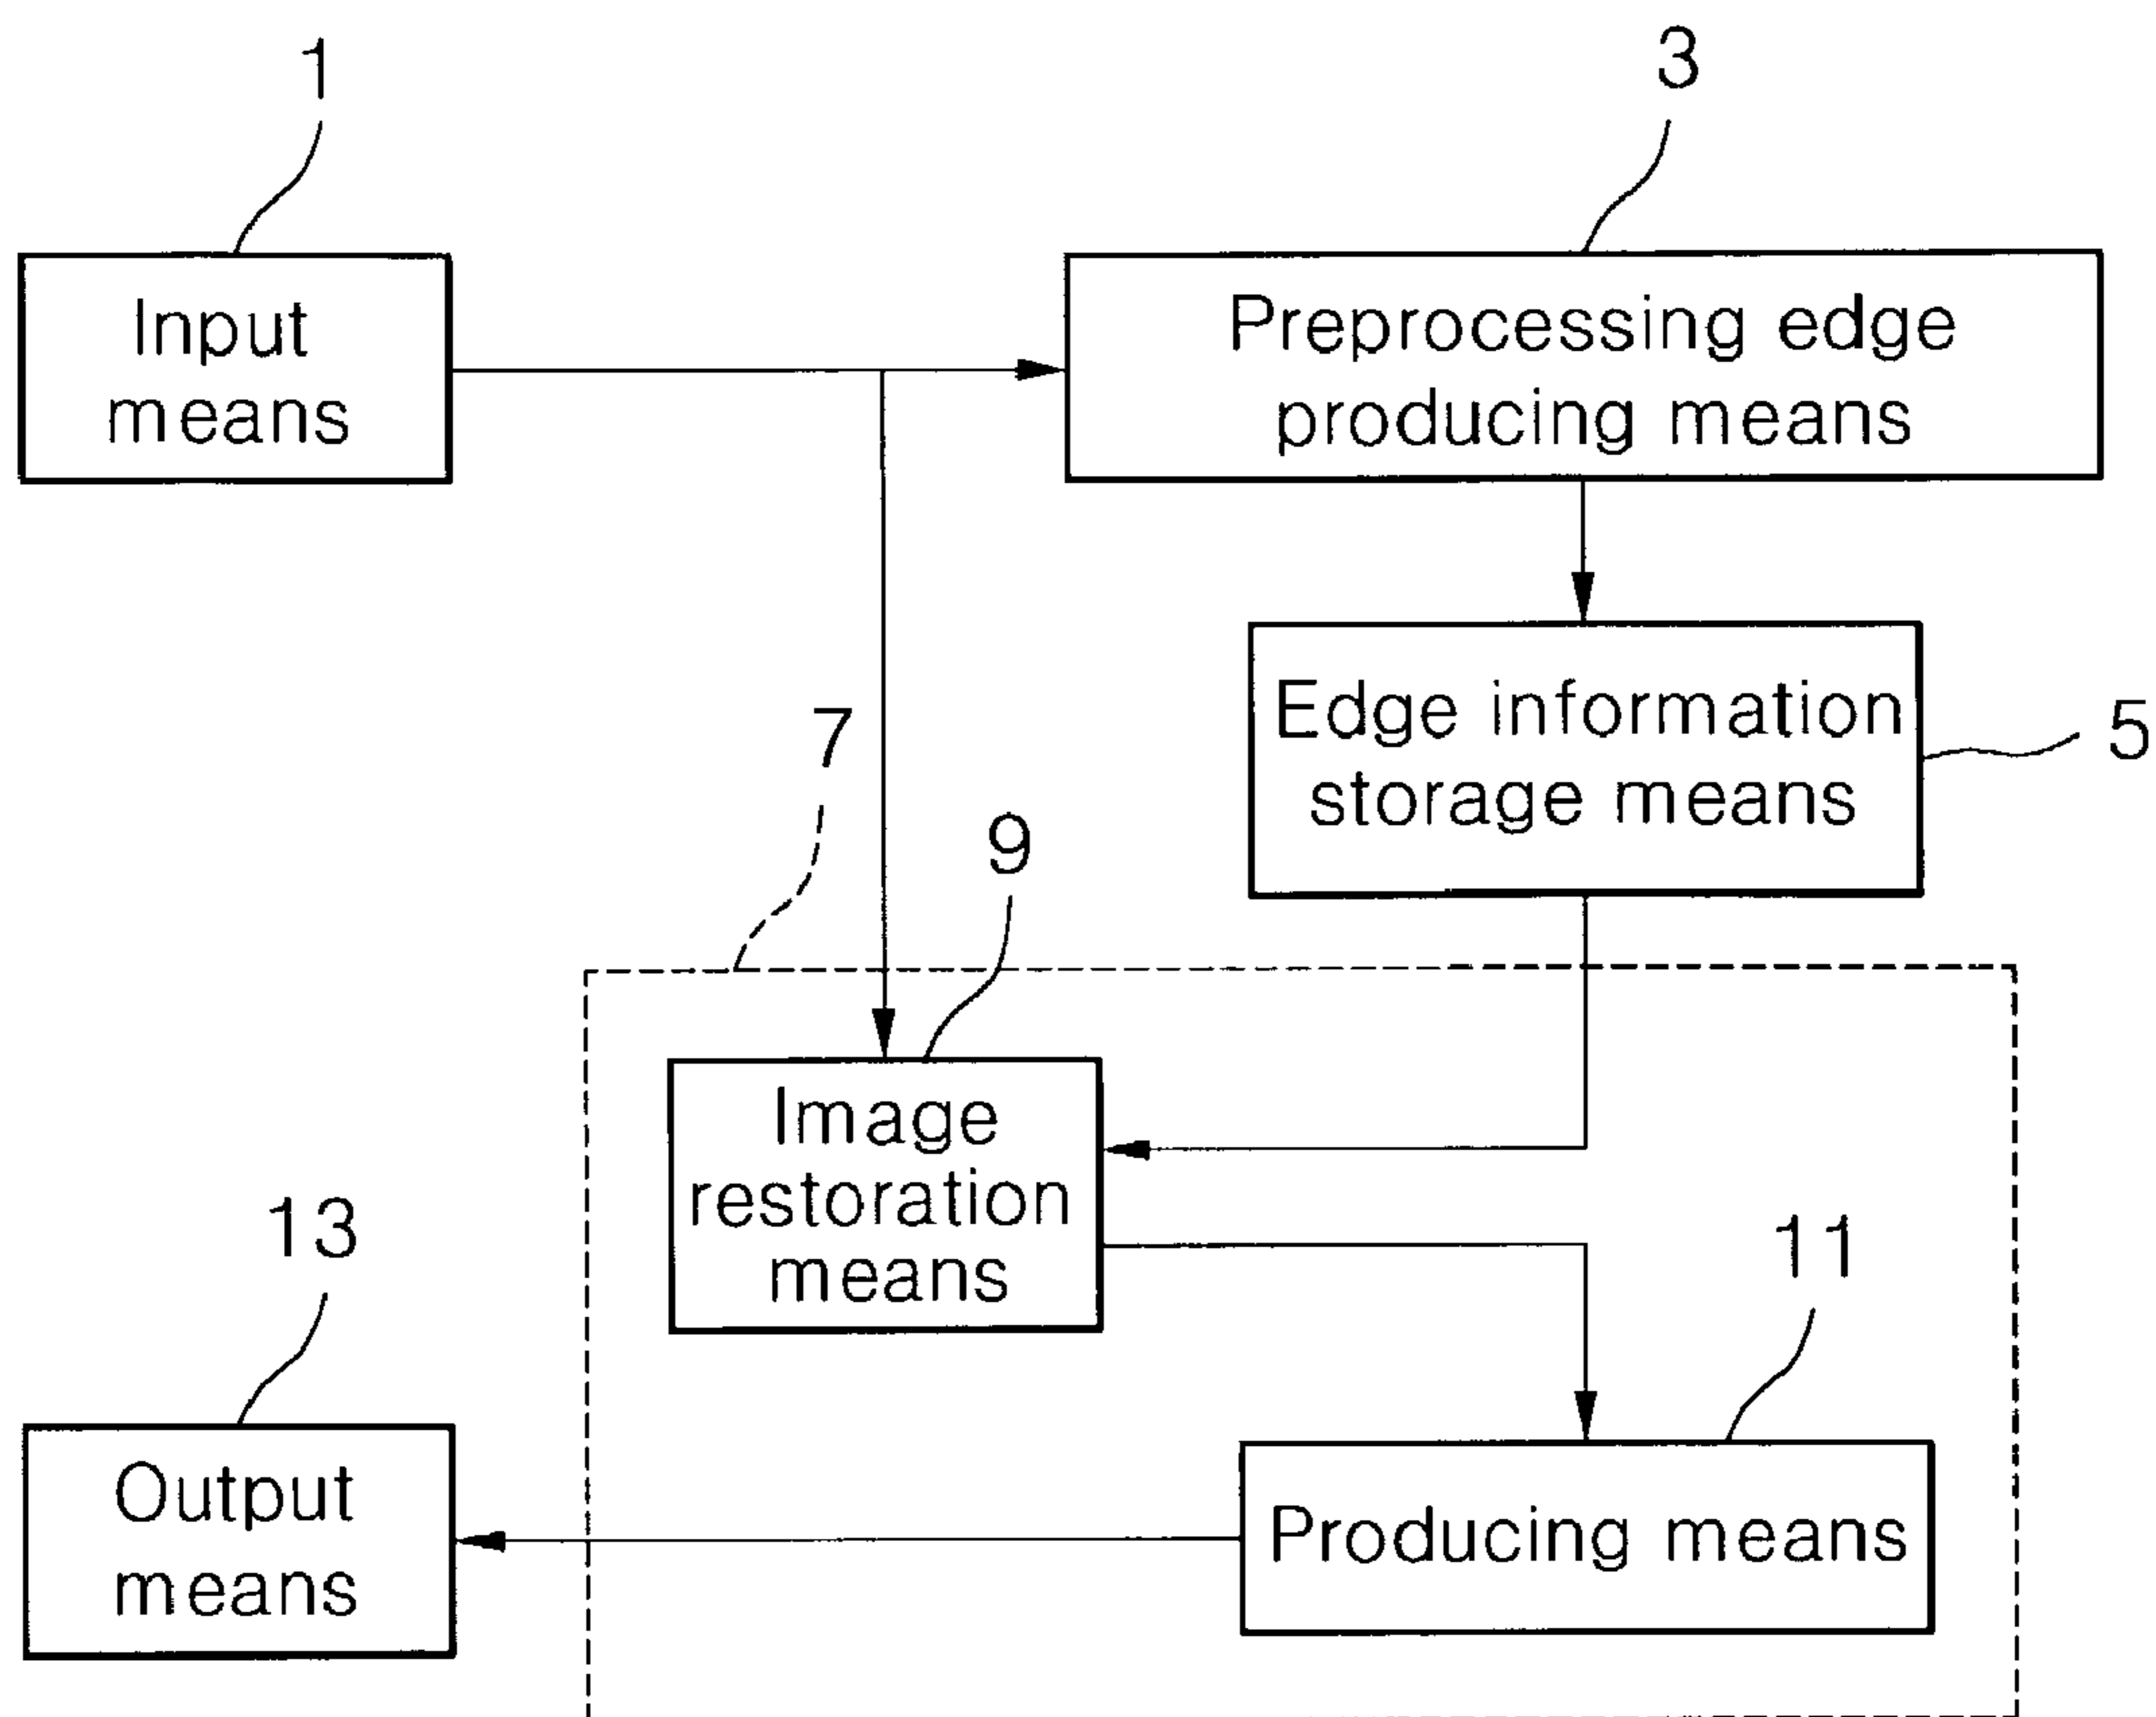 1
3
Input
means
Preprocessing edge
producing means
Edge information
storage means
5
7
9
Image
restoration
means
13
11
Output
means
Producing means